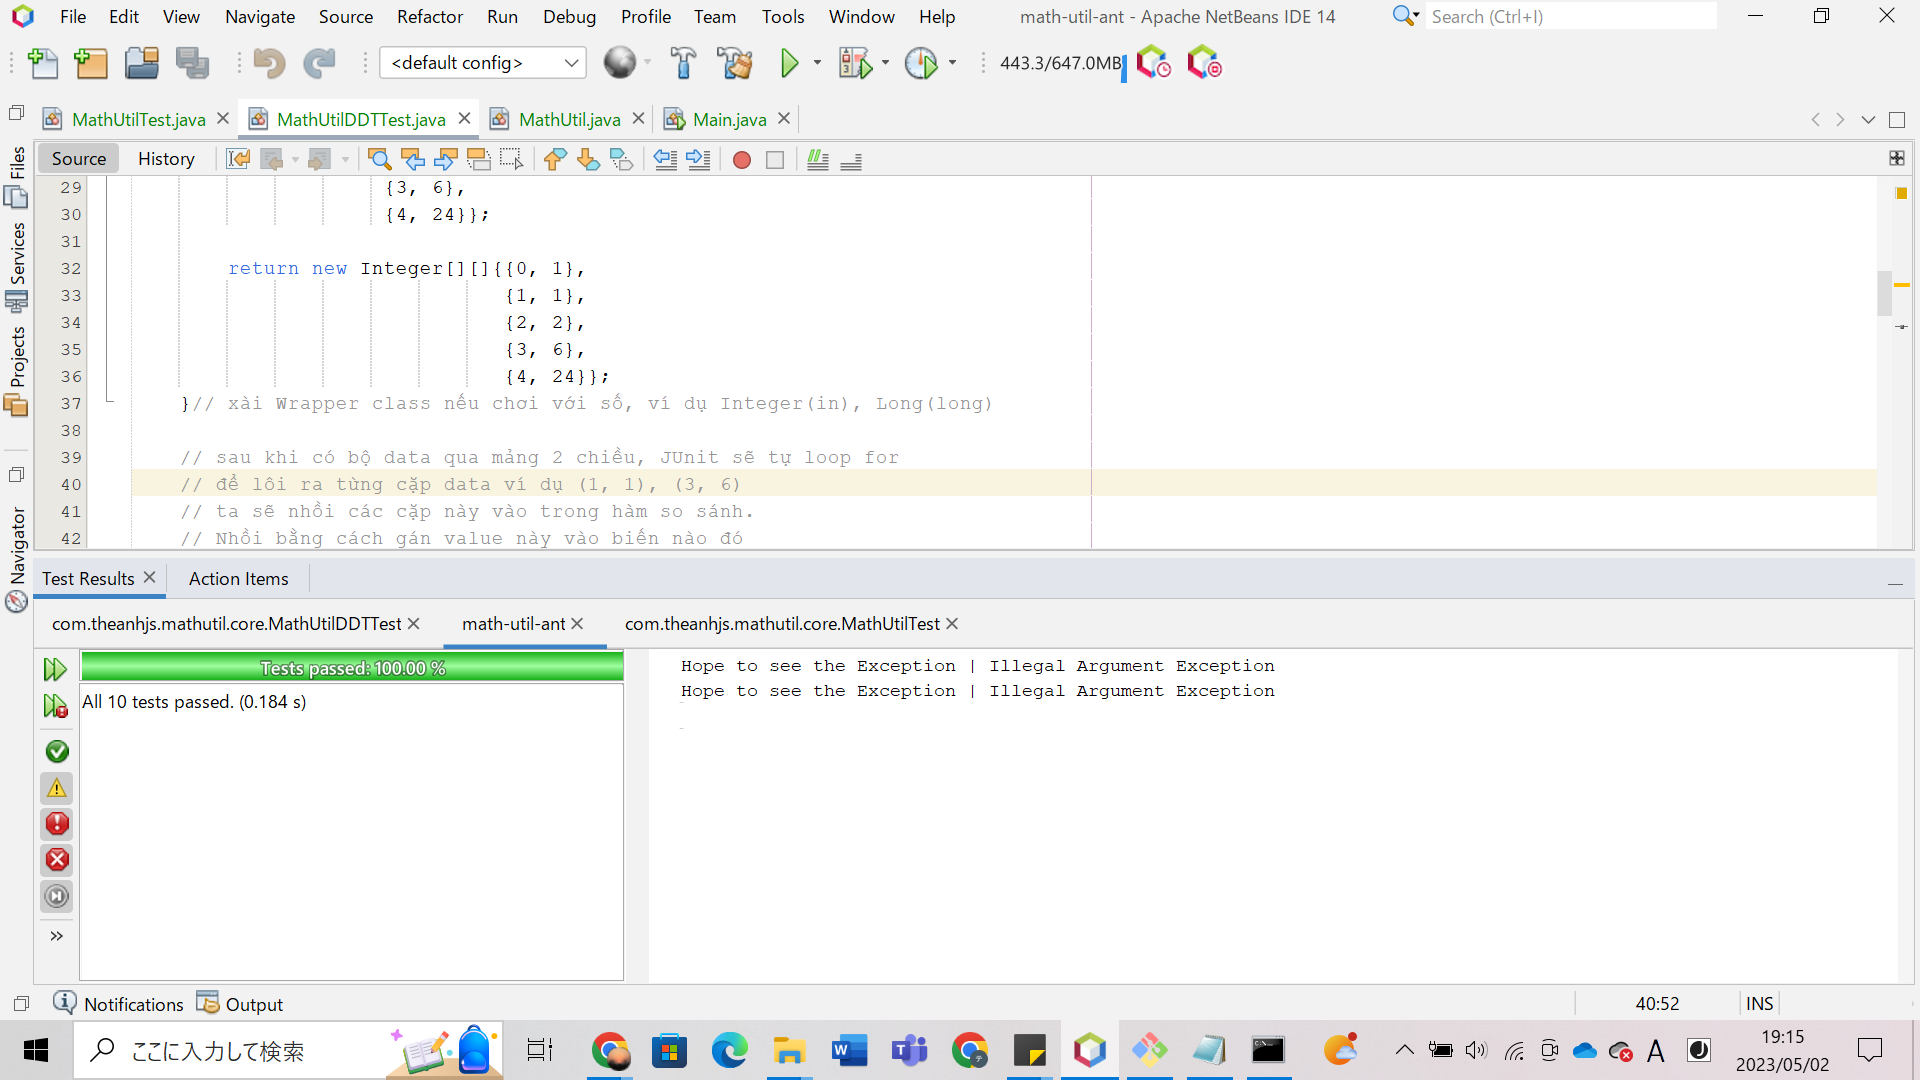 File Edit View Navigate Source Refactor Run Debug Profile Team Tools Window Help
math-util-ant - Apache NetBeans IDE 14
Search (Ctrl+I)
<default config>
443.3/647.0MB
MathUtilTest.java
MathUtilDDTTest.java
MathUtil.java
Main.java
Files
Services
Projects
Navigator
Source History
29 {3, 6},
30 {4, 24}};
31
32 return new Integer[][]{{0, 1},
33 {1, 1},
34 {2, 2},
35 {3, 6},
36 {4, 24}};
37 }// xài Wrapper class nếu chơi với số, ví dụ Integer(in), Long(long)
38
39 // sau khi có bộ data qua mảng 2 chiều, JUnit sẽ tự loop for
40 // để lôi ra từng cặp data ví dụ (1, 1), (3, 6)
41 // ta sẽ nhồi các cặp này vào trong hàm so sánh.
42 // Nhồi bằng cách gán value này vào biến nào đó
Test Results Action Items
com.theanhjs.mathutil.core.MathUtilDDTTest
math-util-ant
com.theanhjs.mathutil.core.MathUtilTest
Tests passed: 100.00 %
All 10 tests passed. (0.184 s)
Hope to see the Exception | Illegal Argument Exception
Hope to see the Exception | Illegal Argument Exception
Notifications Output
40:52 INS
ここに入力して検索
A
19:15
2023/05/02